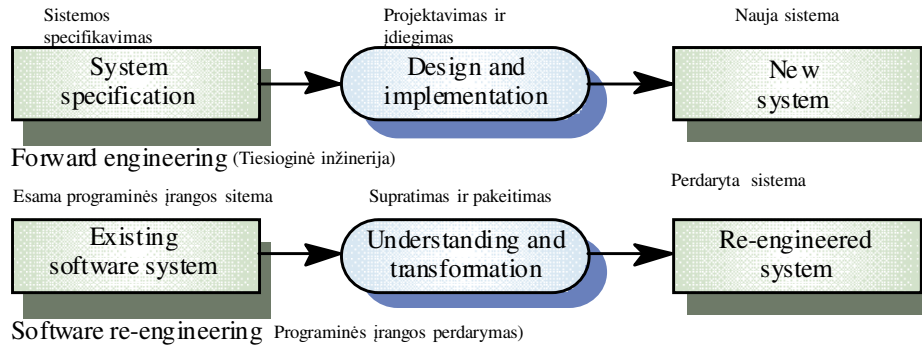 Sistemos
specifikavimas
Projektavimas ir
įdiegimas
Nauja sistema
System
specification
Design and
implementation
New
system
Forward engineering (Tiesioginė inžinerija)
Esama programinės įrangos sitema
Supratimas ir pakeitimas
Perdaryta sistema
Existing
software system
Understanding and
transformation
Re-engineered
system
Software re-engineering Programinės įrangos perdarymas)